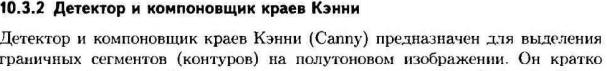 10.3.2 Детектор и компоновщик краев Кэнни
Детектор и компоновщик краев Кэнни (Canny) предназначен для выделения
граничных сегментов (контуров) на полутоновом изображении. Он кратко